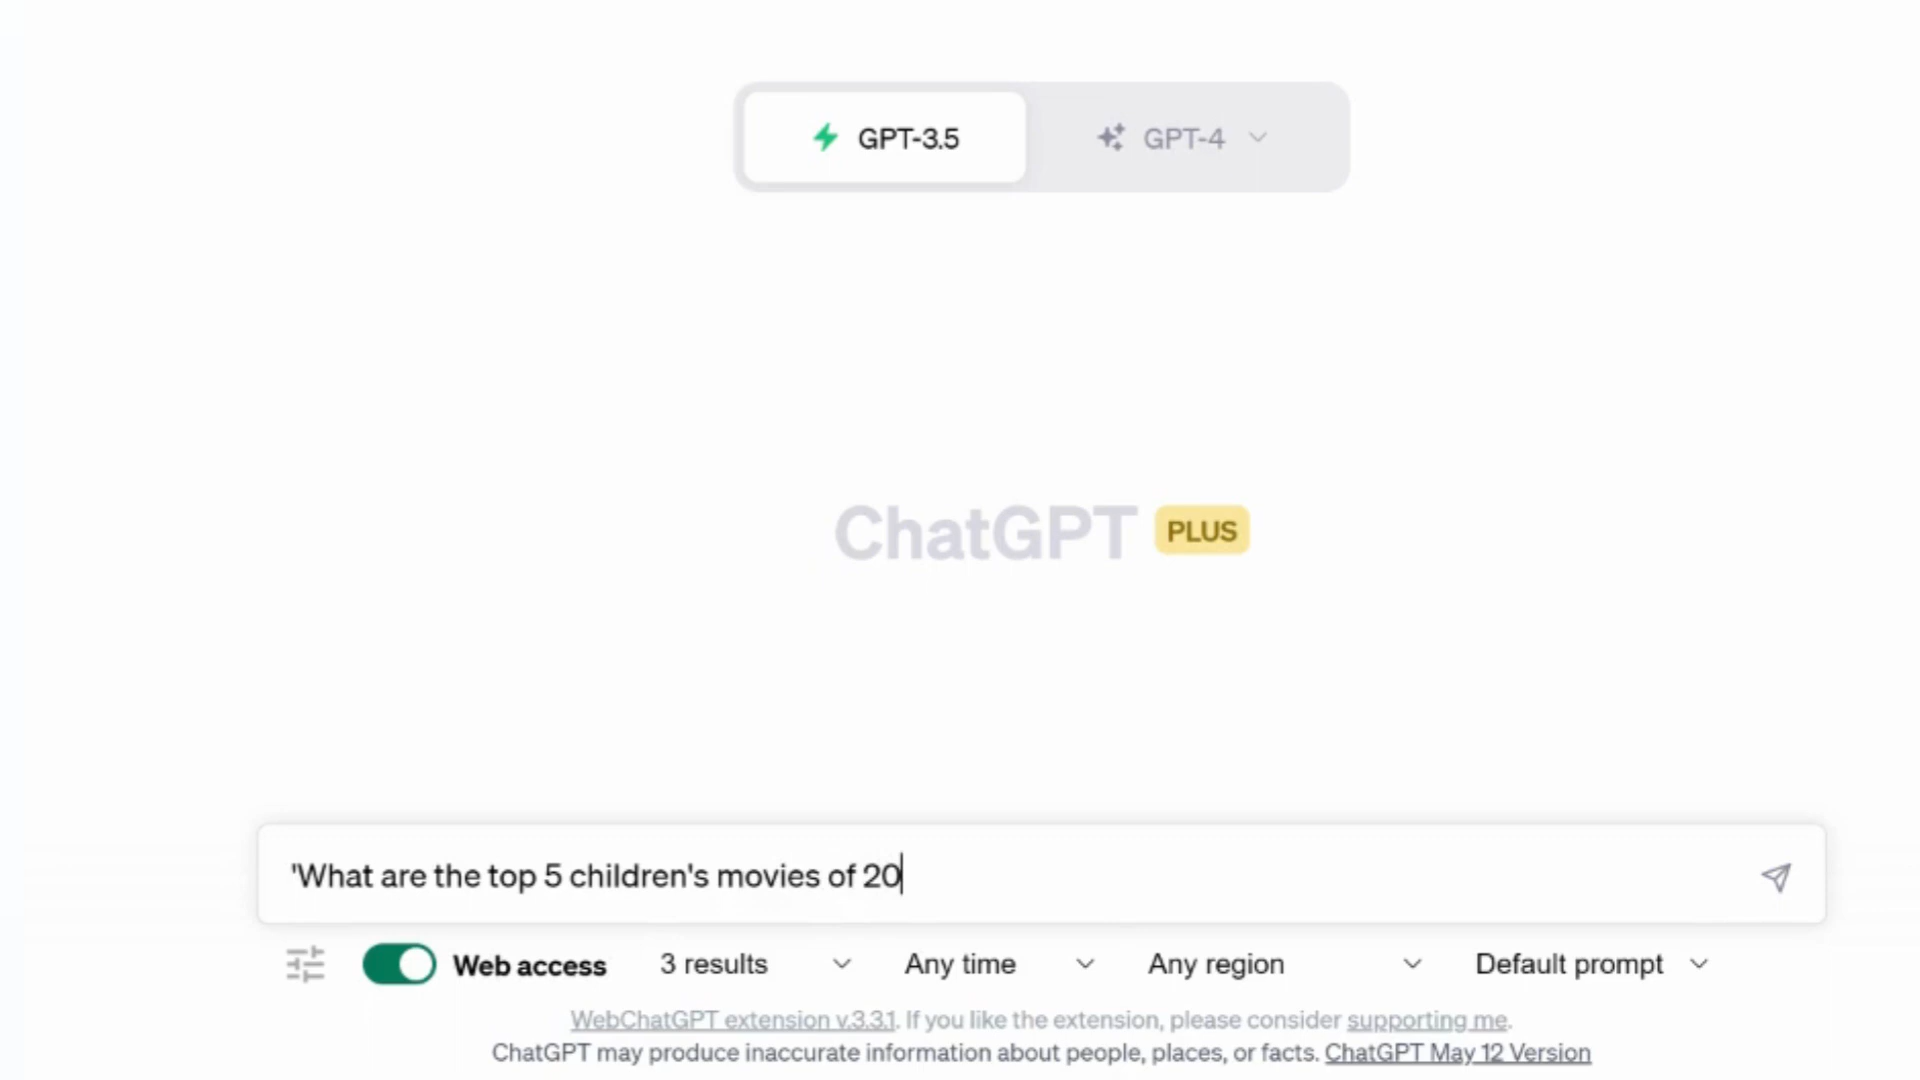 GPT-3.5 GPT-4
ChatGPT PLUS
'What are the top 5 children's movies of 20
Web access 3 results Any time Any region Default prompt
WebChatGPT extension v.3.3.1. If you like the extension, please consider supporting me.
ChatGPT may produce inaccurate information about people, places, or facts. ChatGPT May 12 Version